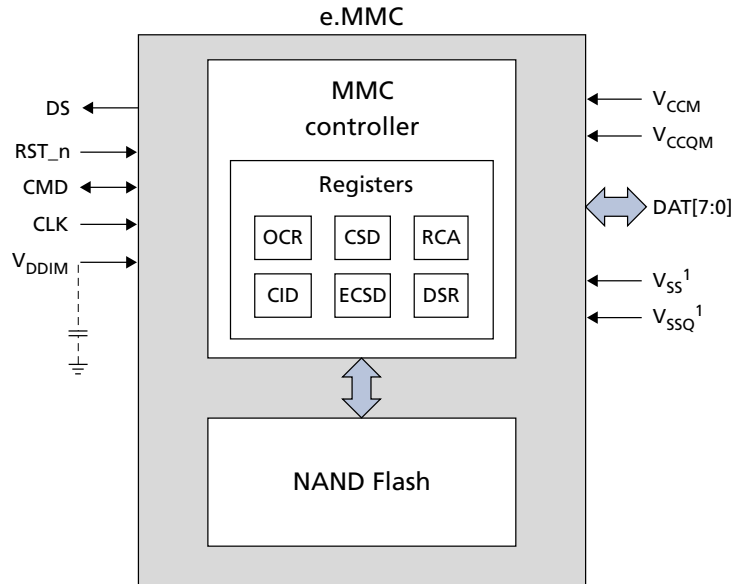 e.MMC
MMC
controller
Registers
OCR CSD RCA
CID ECSD DSR
NAND Flash
DS
RST_n
CMD
CLK
VDDIM
VCCM
VCCQM
DAT[7:0]
VSS1
VSSQ1